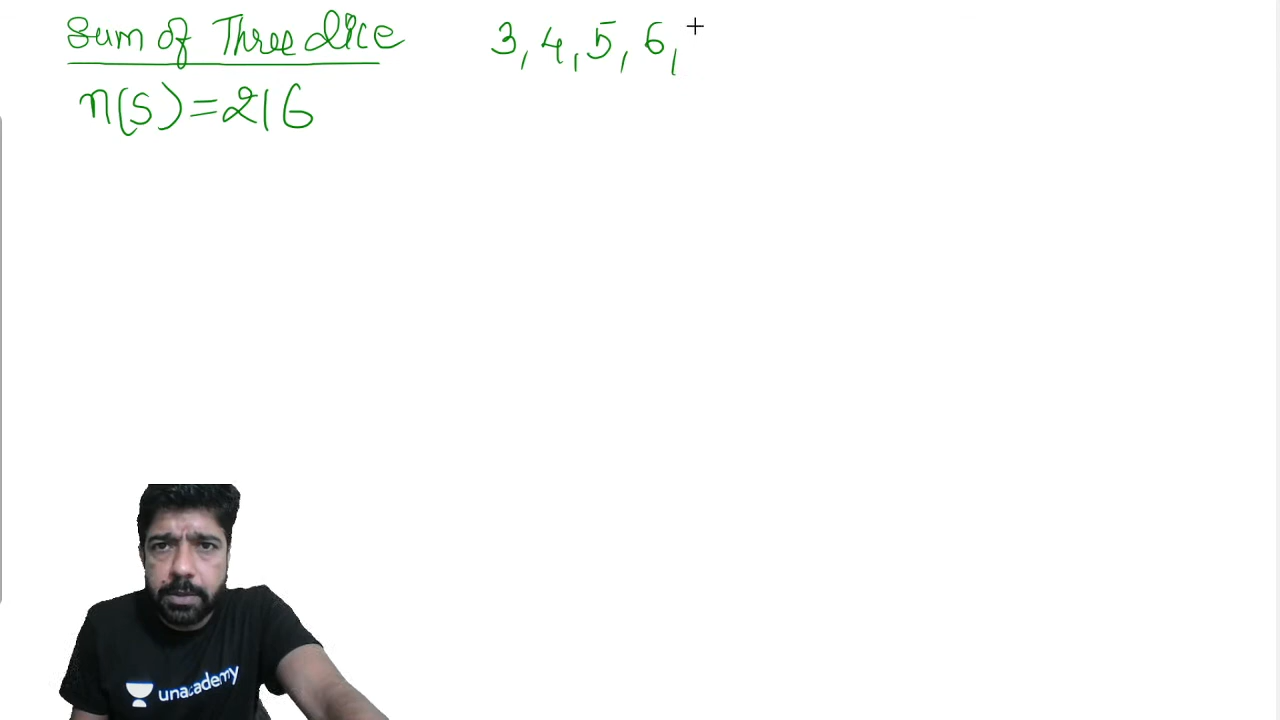 Sum of Three dice 3, 4, 5, 6,
n(s) = 216
unacademy